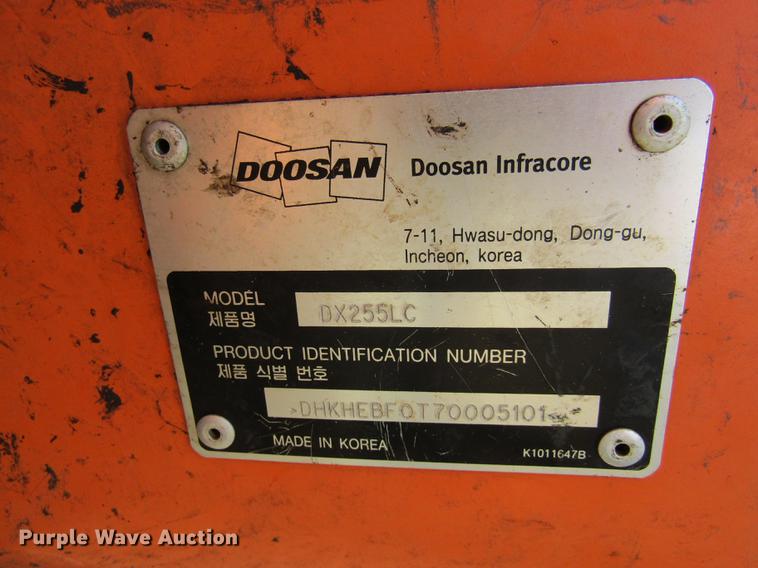 DOOSAN
Doosan Infracore
7-11, Hwasu-dong, Dong-gu,
Incheon, korea
MODEL
제품명
DX255LC
PRODUCT IDENTIFICATION NUMBER
제품 식별 번호
DHKHEBF0T70005101
MADE IN KOREA
K1011647B
Purple Wave Auction